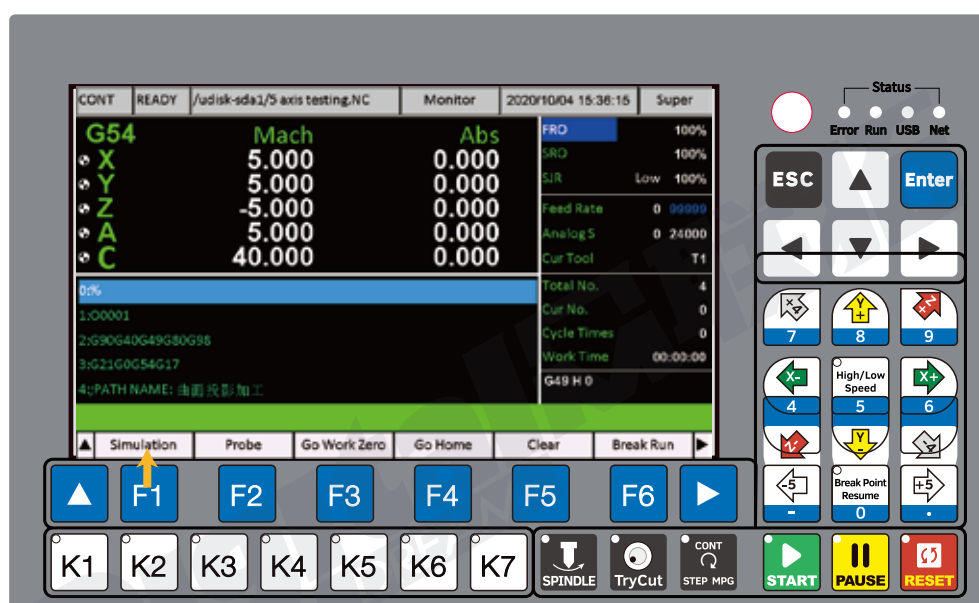 CONT READY /udisk-sda1/5 axis testing.NC Monitor 2020/10/04 15:36:15 Super
G54 Mach Abs
X 5.000 0.000
Y 5.000 0.000
Z -5.000 0.000
A 5.000 0.000
C 40.000 0.000
FRO 100%
SRO 100%
SJR Low 100%
Feed Rate 0 99999
Analog S 0 24000
Cur Tool T1
Total No. 4
Cur No. 0
Cycle Times 0
Work Time 00:00:00
G49 H 0
0:%
1:O0001
2:G90G40G49G80G98
3:G21G0G54G17
4:;PATH NAME: 曲面投影加工
Simulation Probe Go Work Zero Go Home Clear Break Run
Status
Error Run USB Net
ESC Enter
7 8 9
X- High/Low Speed X+
4 5 6
Y+
Y-
-5 Break Point Resume +5
- 0 .
F1 F2 F3 F4 F5 F6
K1 K2 K3 K4 K5 K6 K7
SPINDLE TryCut CONT STEP MPG START PAUSE RESET